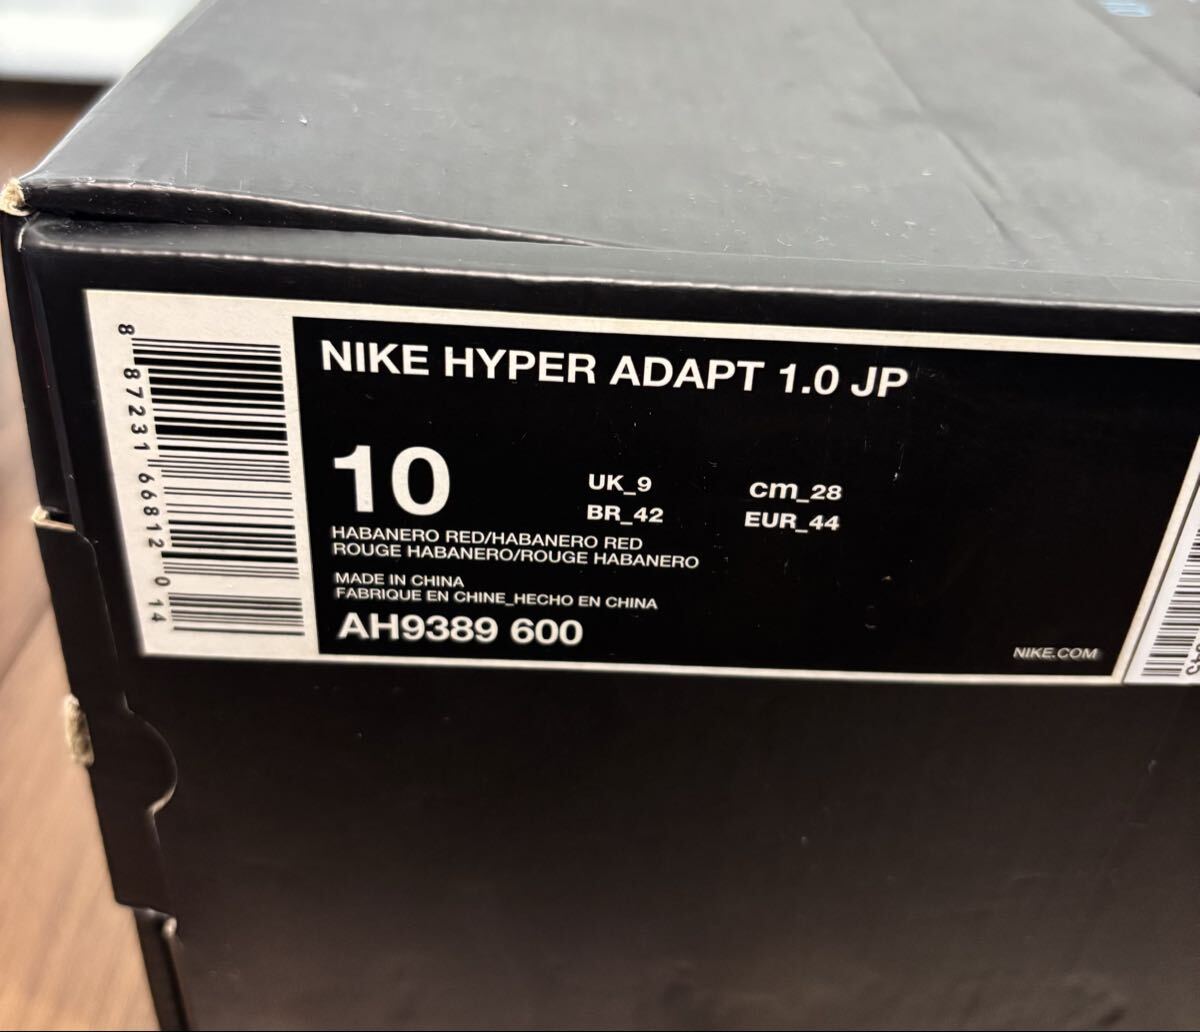 NIKE HYPER ADAPT 1.0 JP
10
UK_9 cm_28
BR_42 EUR_44
HABANERO RED/HABANERO RED
ROUGE HABANERO/ROUGE HABANERO
MADE IN CHINA
FABRIQUE EN CHINE_HECHO EN CHINA
AH9389 600
NIKE.COM
8 87231 66812 0 14